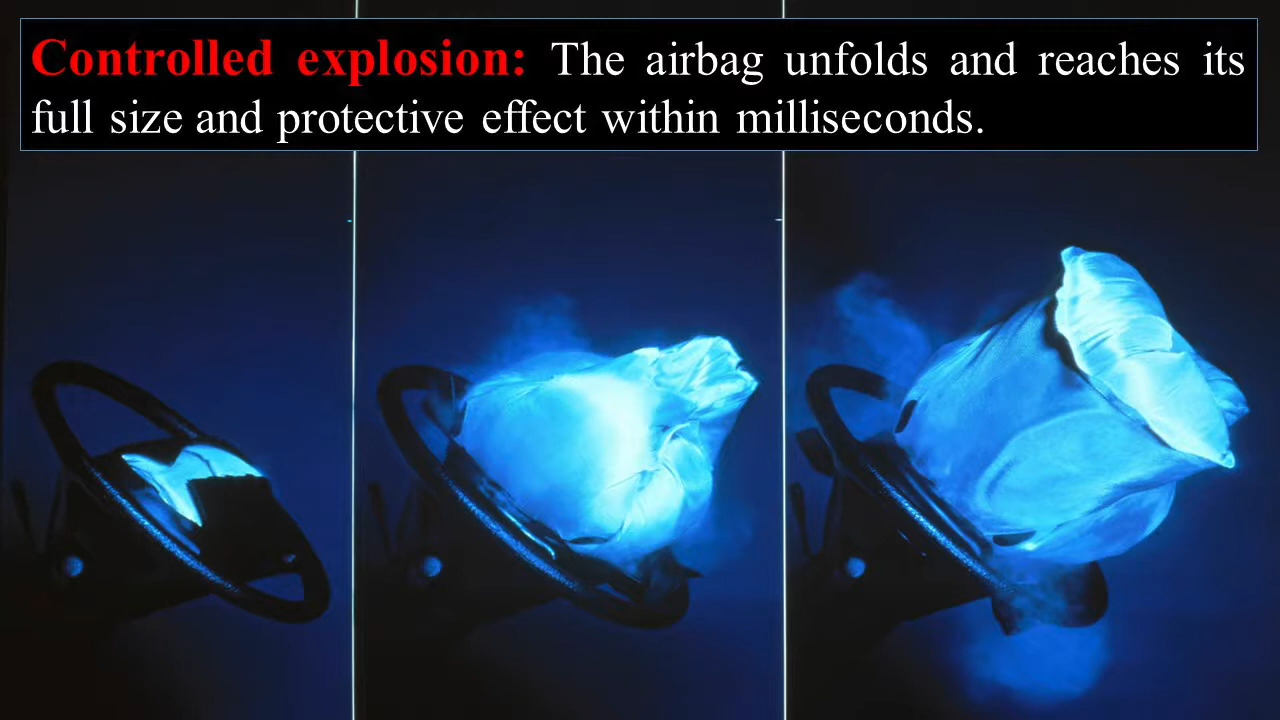 Controlled explosion: The airbag unfolds and reaches its
full size and protective effect within milliseconds.